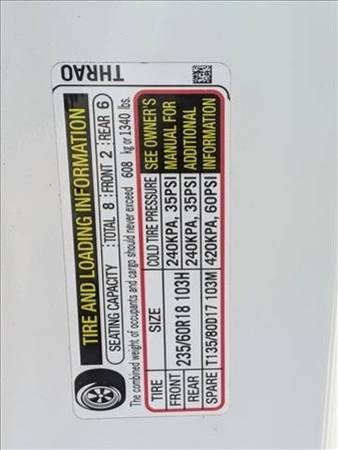 THRAO
TIRE AND LOADING INFORMATION
SEATING CAPACITY : TOTAL 8 : FRONT 2 : REAR 6
The combined weight of occupants and cargo should never exceed 608 kg or 1340 lbs.
TIRE SIZE COLD TIRE PRESSURE SEE OWNER'S
FRONT 235/60R18 103H 240KPA, 35PSI MANUAL FOR
REAR 240KPA, 35PSI ADDITIONAL
SPARE T135/80D17 103M 420KPA, 60PSI INFORMATION